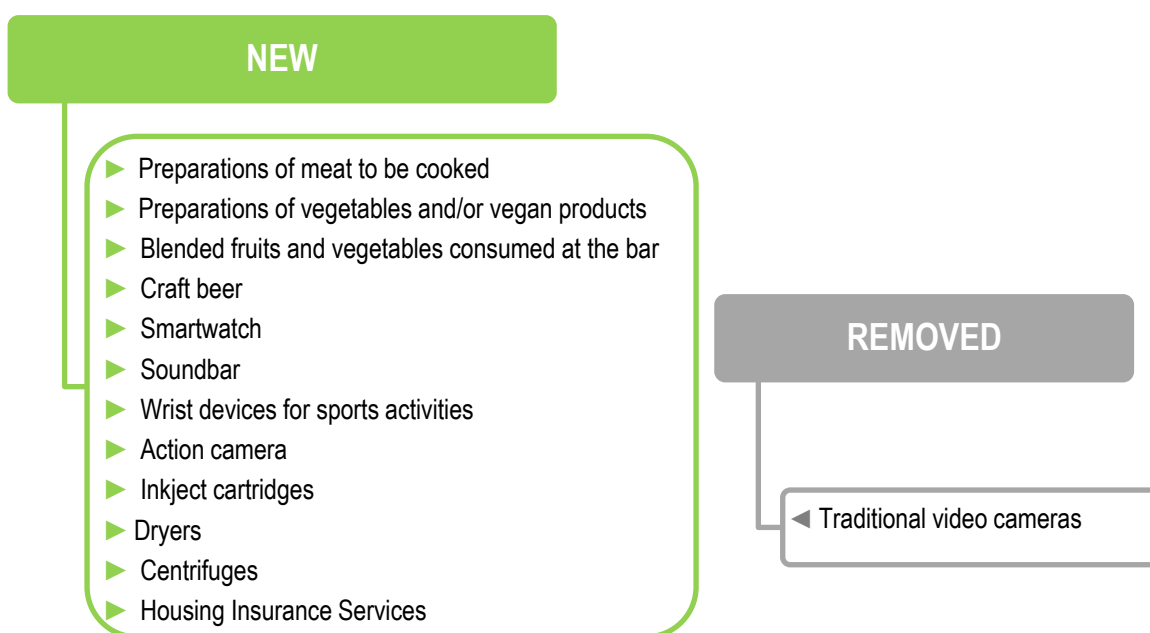 NEW
Preparations of meat to be cooked
Preparations of vegetables and/or vegan products
Blended fruits and vegetables consumed at the bar
Craft beer
Smartwatch
Soundbar
Wrist devices for sports activities
Action camera
Inkject cartridges
Dryers
Centrifuges
Housing Insurance Services
REMOVED
Traditional video cameras